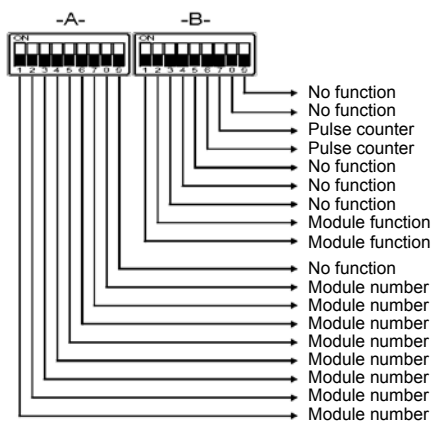 -A- -B-
ON ON
1 2 3 4 5 6 7 8 9 1 2 3 4 5 6 7 8 9
No function
No function
Pulse counter
Pulse counter
No function
No function
No function
Module function
Module function
No function
Module number
Module number
Module number
Module number
Module number
Module number
Module number
Module number